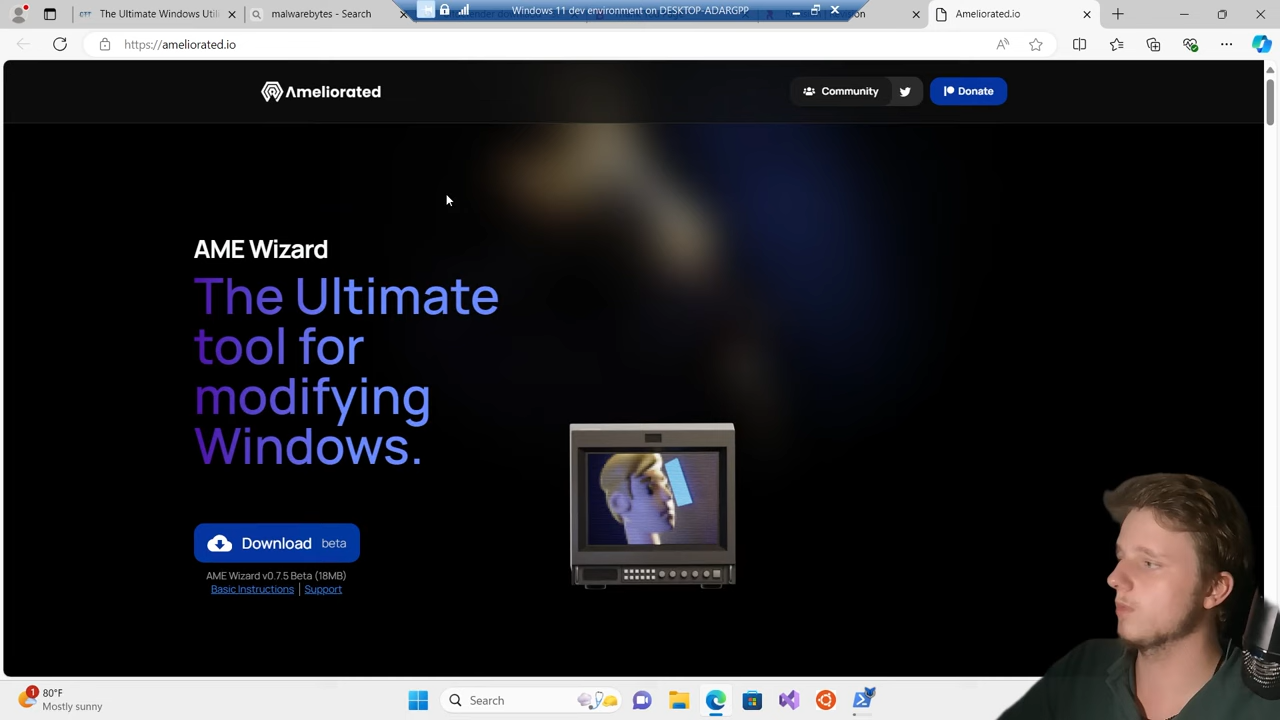 The Ultimate Windows Util
malwarebytes - Search
Windows 11 dev environment on DESKTOP-ADARGPP
Ameliorated.io
https://ameliorated.io
Ameliorated
Community
Donate
AME Wizard
The Ultimate
tool for
modifying
Windows.
Download beta
AME Wizard v0.7.5 Beta (18MB)
Basic Instructions | Support
1
80°F
Mostly sunny
Search